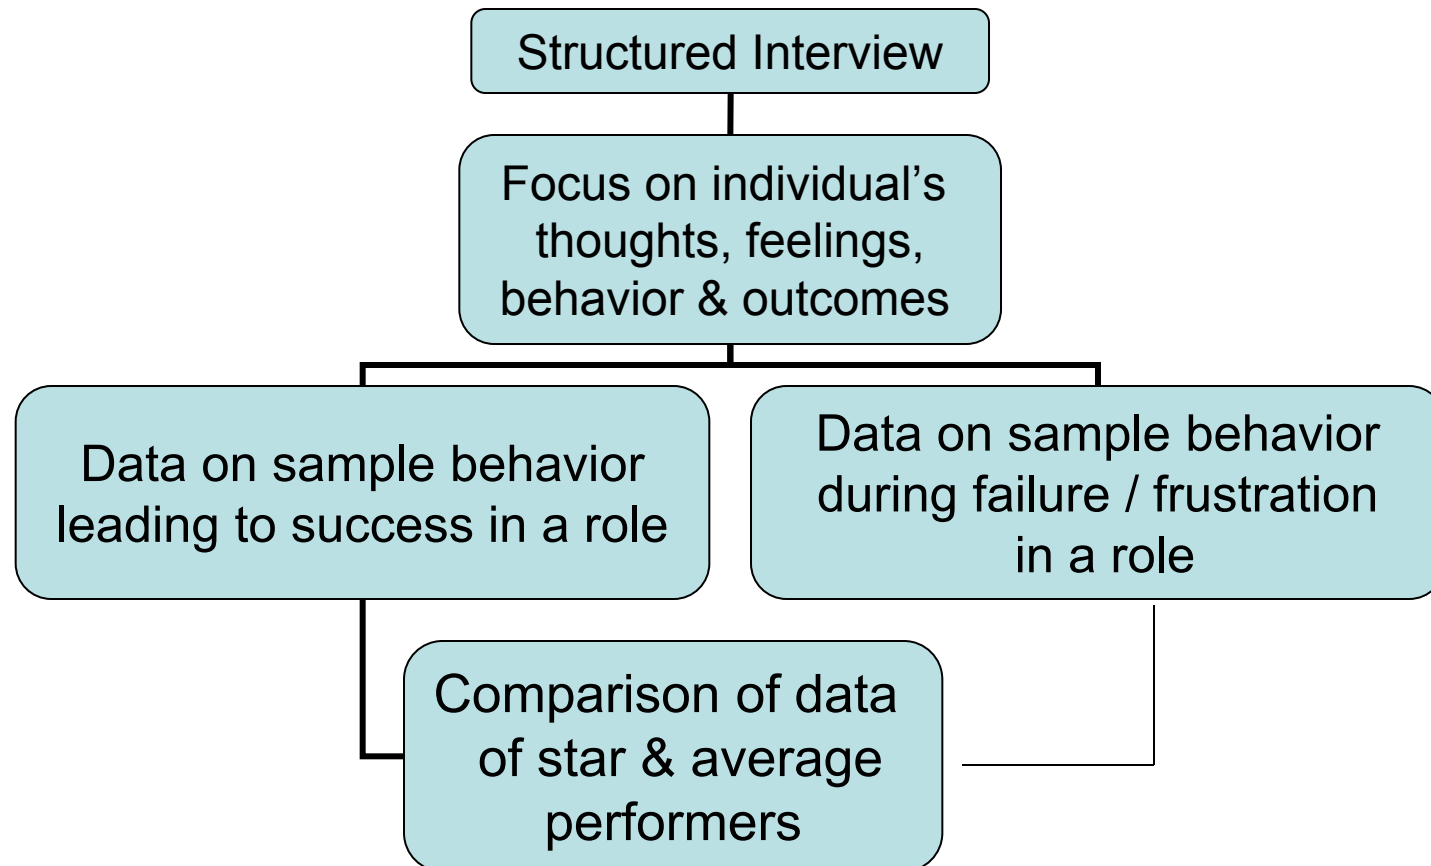 Structured Interview
Focus on individual’s
thoughts, feelings,
behavior & outcomes
Data on sample behavior
leading to success in a role
Data on sample behavior
during failure / frustration
in a role
Comparison of data
of star & average
performers